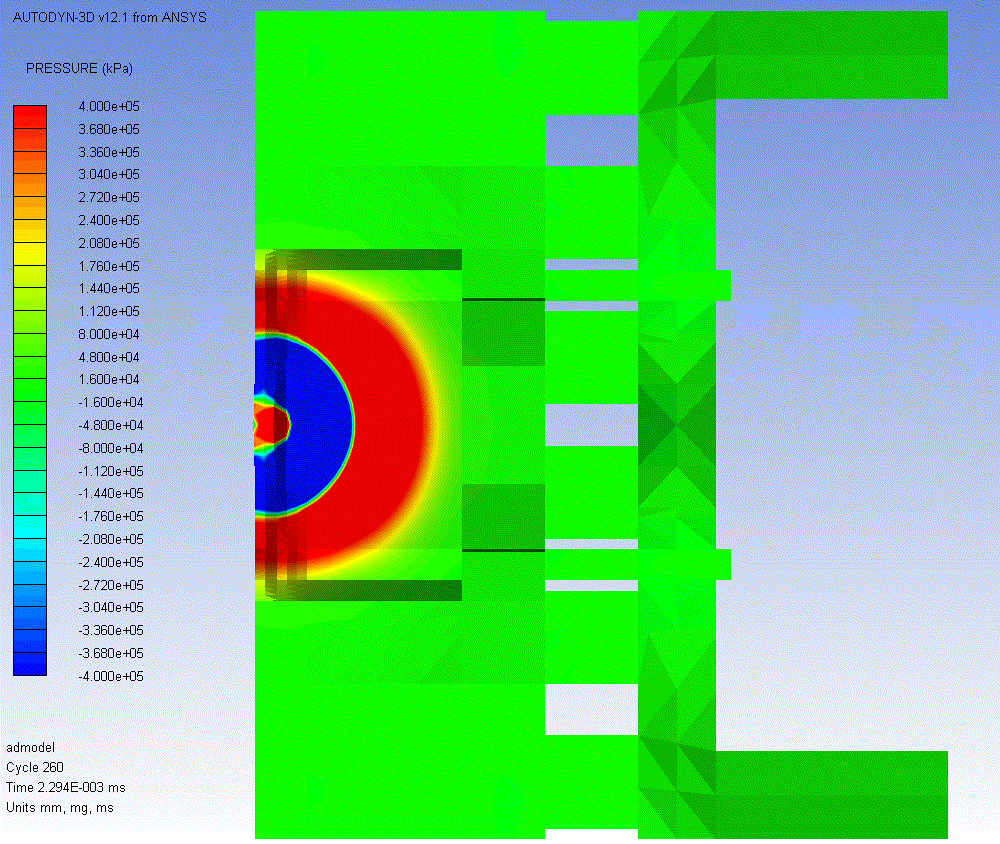 AUTODYN-3D v12.1 from ANSYS
PRESSURE (kPa)
4.000e+05
3.680e+05
3.360e+05
3.040e+05
2.720e+05
2.400e+05
2.080e+05
1.760e+05
1.440e+05
1.120e+05
8.000e+04
4.800e+04
1.600e+04
-1.600e+04
-4.800e+04
-8.000e+04
-1.120e+05
-1.440e+05
-1.760e+05
-2.080e+05
-2.400e+05
-2.720e+05
-3.040e+05
-3.360e+05
-3.680e+05
-4.000e+05
admodel
Cycle 260
Time 2.294E-003 ms
Units mm, mg, ms